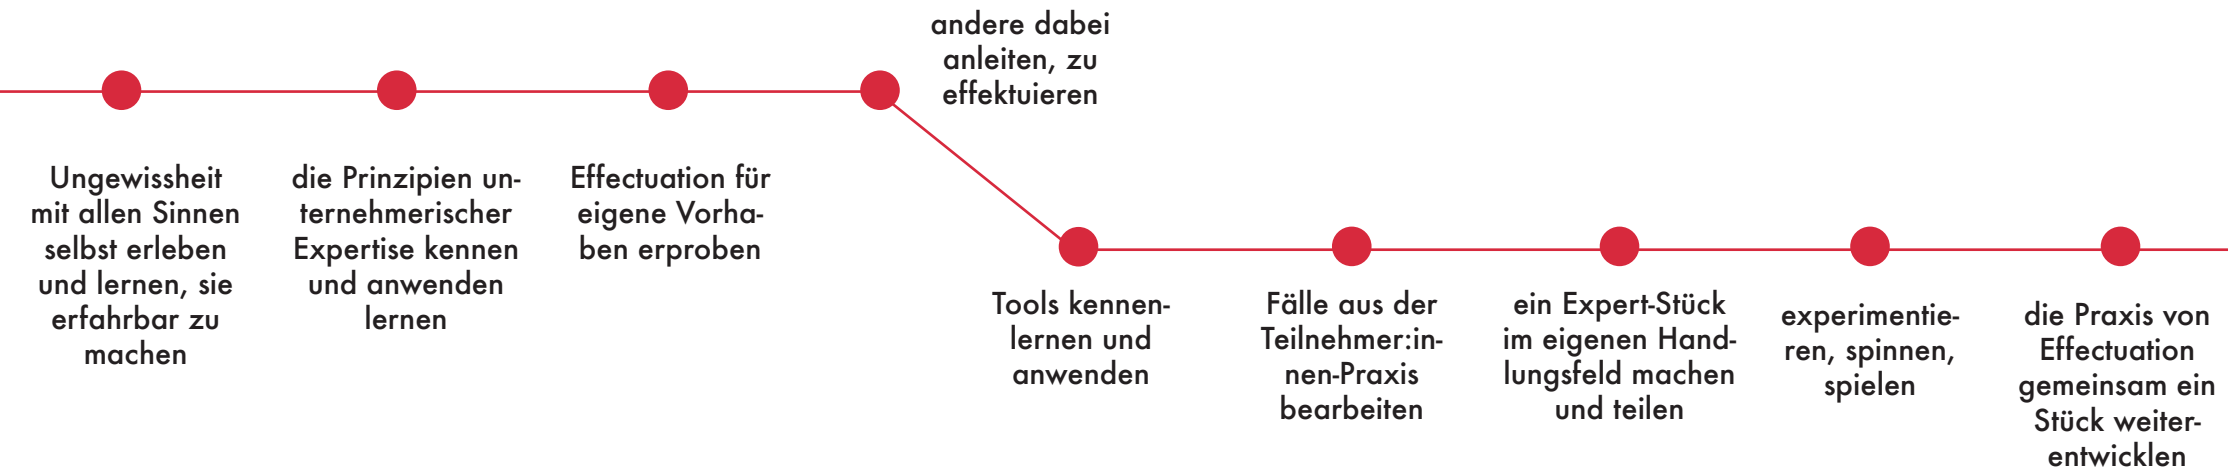 Ungewissheit
mit allen Sinnen
selbst erleben
und lernen, sie
erfahrbar zu
machen
die Prinzipien un-
ternehmerischer
Expertise kennen
und anwenden
lernen
Effectuation für
eigene Vorha-
ben erproben
andere dabei
anleiten, zu
effektuieren
Tools kennen-
lernen und
anwenden
Fälle aus der
Teilnehmer:in-
nen-Praxis
bearbeiten
ein Expert-Stück
im eigenen Hand-
lungsfeld machen
und teilen
experimentie-
ren, spinnen,
spielen
die Praxis von
Effectuation
gemeinsam ein
Stück weiter-
entwicklen